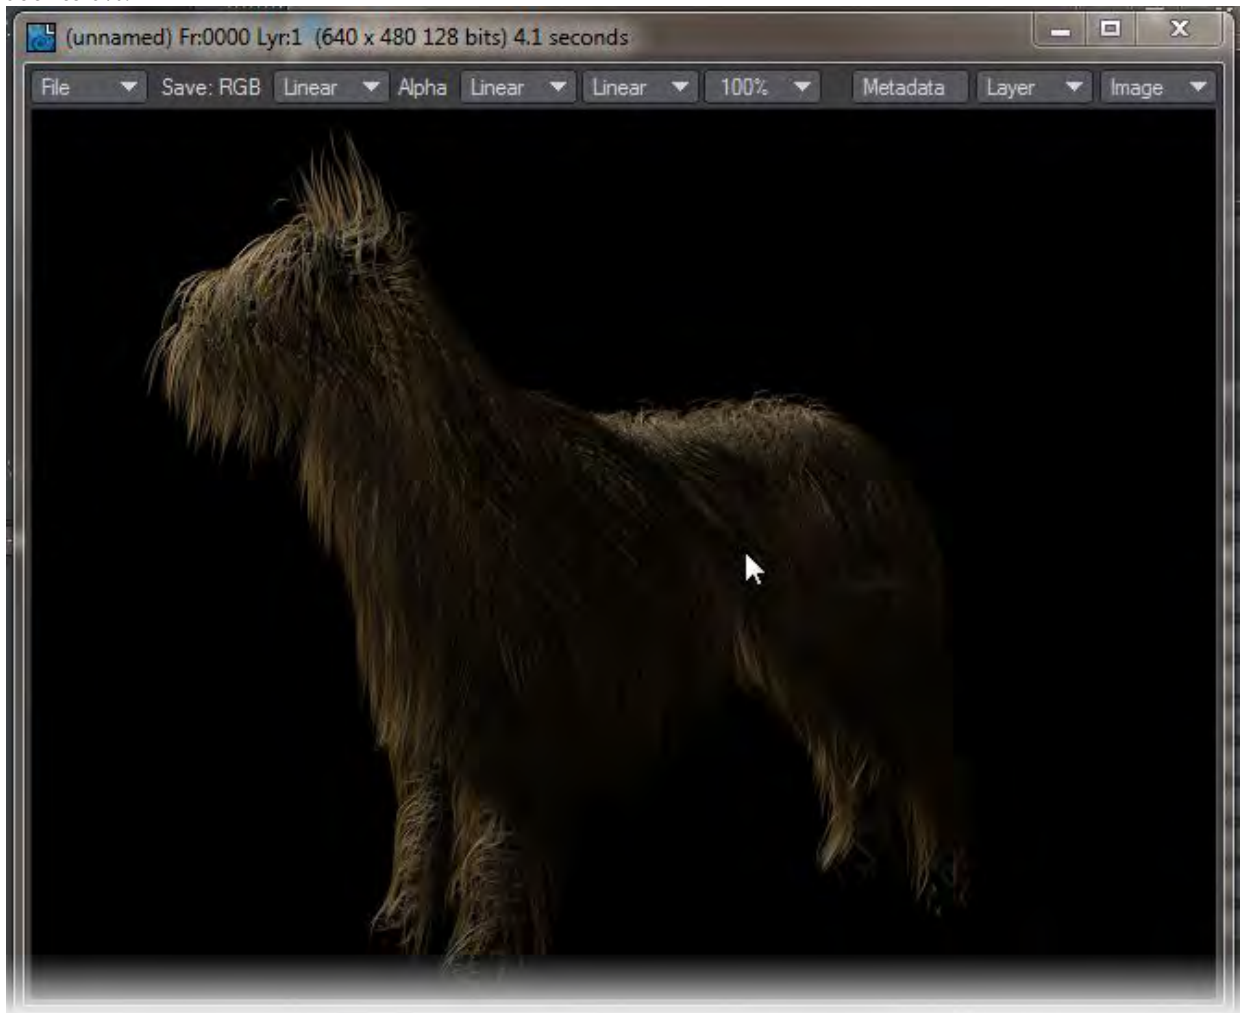 (unnamed) Fr:0000 Lyr:1 (640 x 480 128 bits) 4.1 seconds
File Save: RGB Linear Alpha Linear Linear 100% Metadata Layer Image